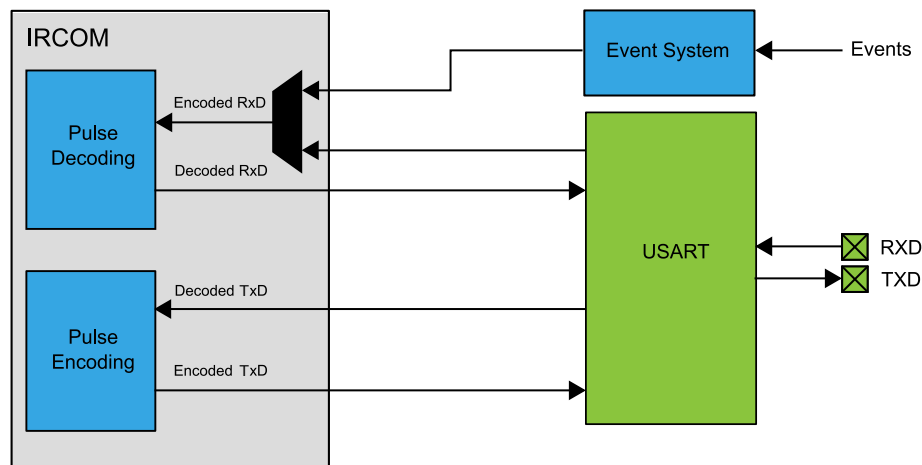 IRCOM
Event System
Events
Encoded RxD
Pulse
Decoding
Decoded RxD
USART
RXD
TXD
Decoded TxD
Pulse
Encoding
Encoded TxD